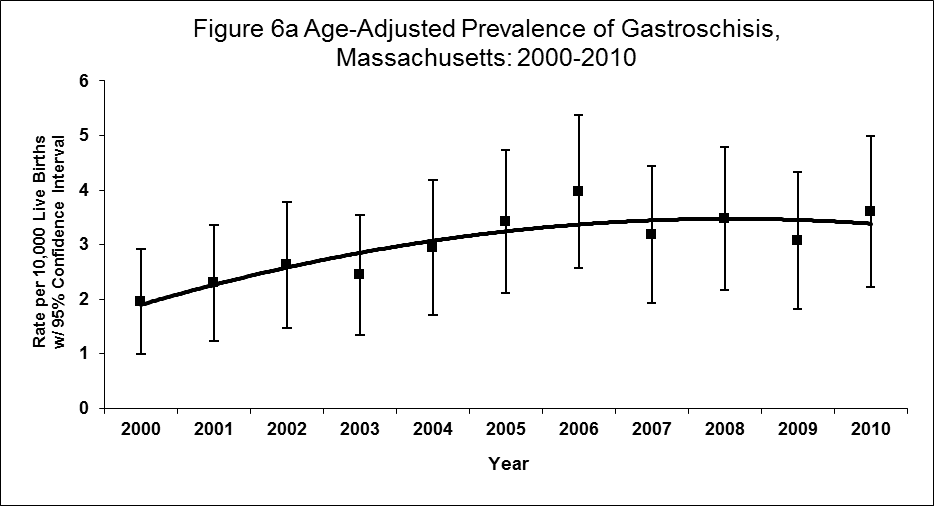 Figure 6a Age-Adjusted Prevalence of Gastroschisis,
Massachusetts: 2000-2010
Rate per 10,000 Live Births
w/ 95% Confidence Interval
6
5
4
3
2
1
0
2000 2001 2002 2003 2004 2005 2006 2007 2008 2009 2010
Year